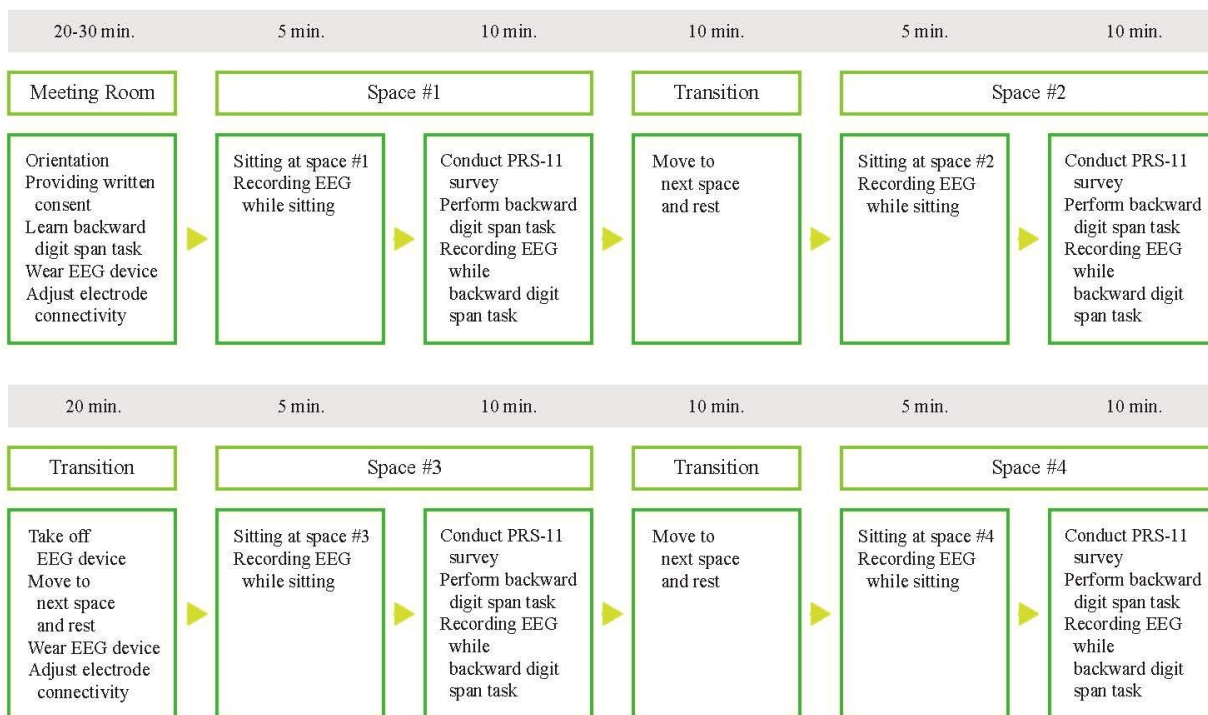 20-30 min.
5 min.
10 min.
10 min.
5 min.
10 min.
Meeting Room
Space #1
Transition
Space #2
Orientation
Providing written
consent
Learn backward
digit span task
Wear EEG device
Adjust electrode
connectivity
Sitting at space #1
Recording EEG
while sitting
Conduct PRS-11
survey
Perform backward
digit span task
Recording EEG
while
backward digit
span task
Move to
next space
and rest
Sitting at space #2
Recording EEG
while sitting
Conduct PRS-11
survey
Perform backward
digit span task
Recording EEG
while
backward digit
span task
20 min.
5 min.
10 min.
10 min.
5 min.
10 min.
Transition
Space #3
Transition
Space #4
Take off
EEG device
Move to
next space
and rest
Wear EEG device
Adjust electrode
connectivity
Sitting at space #3
Recording EEG
while sitting
Conduct PRS-11
survey
Perform backward
digit span task
Recording EEG
while
backward digit
span task
Move to
next space
and rest
Sitting at space #4
Recording EEG
while sitting
Conduct PRS-11
survey
Perform backward
digit span task
Recording EEG
while
backward digit
span task